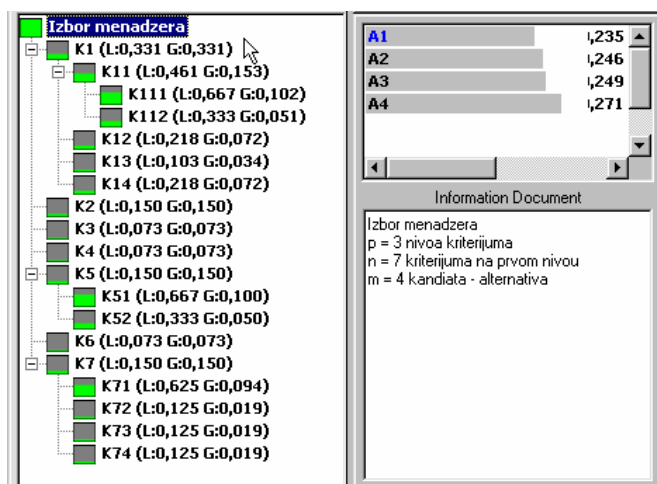 Izbor menadzera
K1 (L:0,331 G:0,331)
K11 (L:0,461 G:0,153)
K111 (L:0,667 G:0,102)
K112 (L:0,333 G:0,051)
K12 (L:0,218 G:0,072)
K13 (L:0,103 G:0,034)
K14 (L:0,218 G:0,072)
K2 (L:0,150 G:0,150)
K3 (L:0,073 G:0,073)
K4 (L:0,073 G:0,073)
K5 (L:0,150 G:0,150)
K51 (L:0,667 G:0,100)
K52 (L:0,333 G:0,050)
K6 (L:0,073 G:0,073)
K7 (L:0,150 G:0,150)
K71 (L:0,625 G:0,094)
K72 (L:0,125 G:0,019)
K73 (L:0,125 G:0,019)
K74 (L:0,125 G:0,019)
A1 ,235
A2 ,246
A3 ,249
A4 ,271
Information Document
Izbor menadzera
p = 3 nivoa kriterijuma
n = 7 kriterijuma na prvom nivou
m = 4 kandiata - alternativa